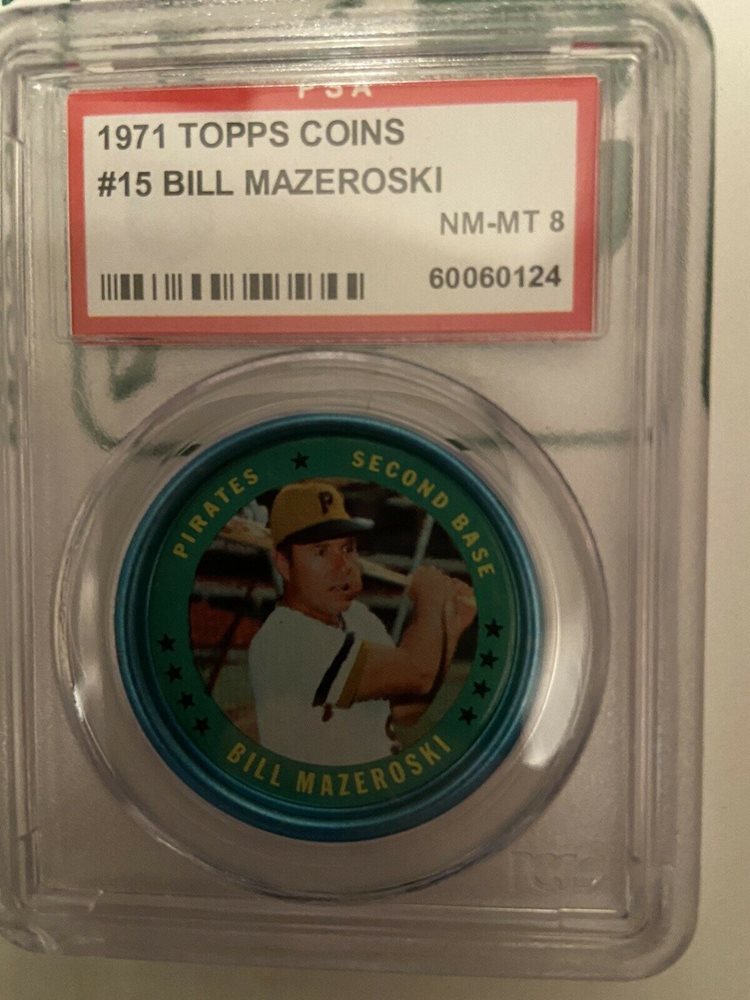 PSA
1971 TOPPS COINS
#15 BILL MAZEROSKI
NM-MT 8
60060124
PIRATES ★ SECOND BASE
P
BILL MAZEROSKI